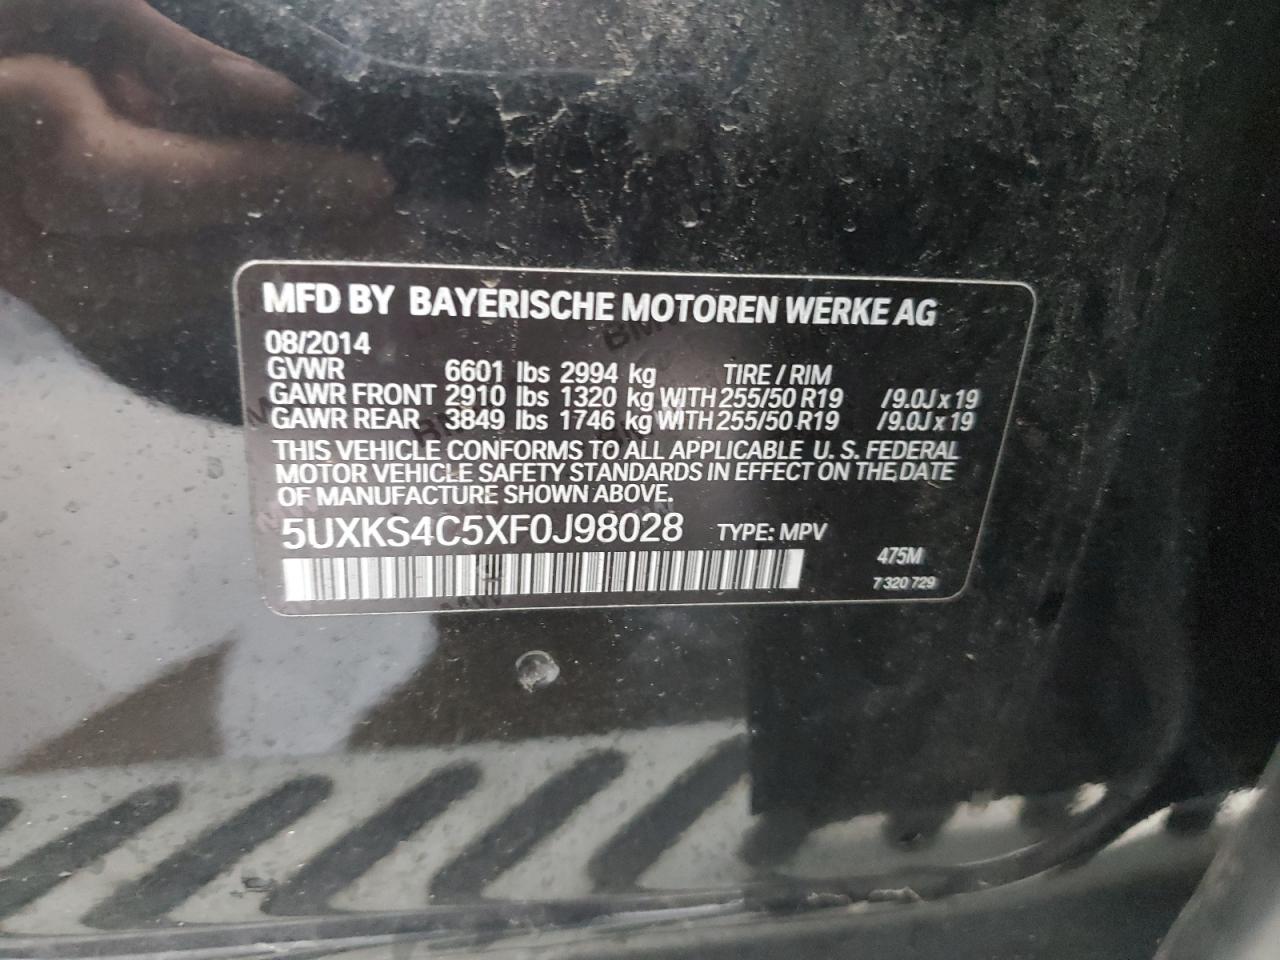 MFD BY BAYERISCHE MOTOREN WERKE AG
08/2014
GVWR 6601 lbs 2994 kg TIRE / RIM
GAWR FRONT 2910 lbs 1320 kg WITH 255/50 R19 /9.0J x 19
GAWR REAR 3849 lbs 1746 kg WITH 255/50 R19 /9.0J x 19
THIS VEHICLE CONFORMS TO ALL APPLICABLE U. S. FEDERAL
MOTOR VEHICLE SAFETY STANDARDS IN EFFECT ON THE DATE
OF MANUFACTURE SHOWN ABOVE.
5UXKS4C5XF0J98028 TYPE: MPV
475M
7 320 729